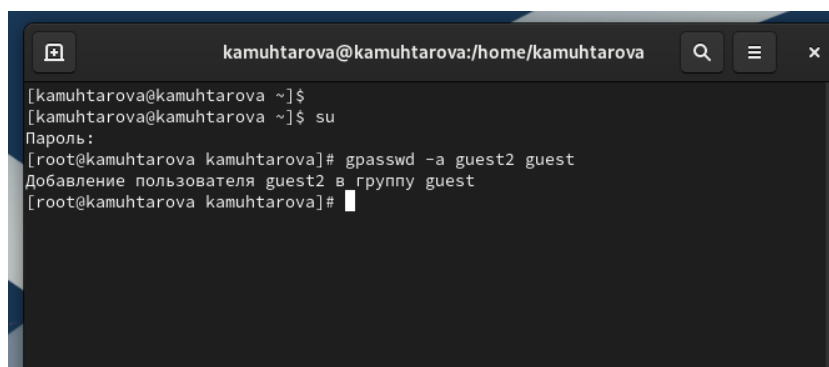 kamuhtarova@kamuhtarova:/home/kamuhtarova
[kamuhtarova@kamuhtarova ~]$
[kamuhtarova@kamuhtarova ~]$ su
Пароль:
[root@kamuhtarova kamuhtarova]# gpasswd -a guest2 guest
Добавление пользователя guest2 в группу guest
[root@kamuhtarova kamuhtarova]#